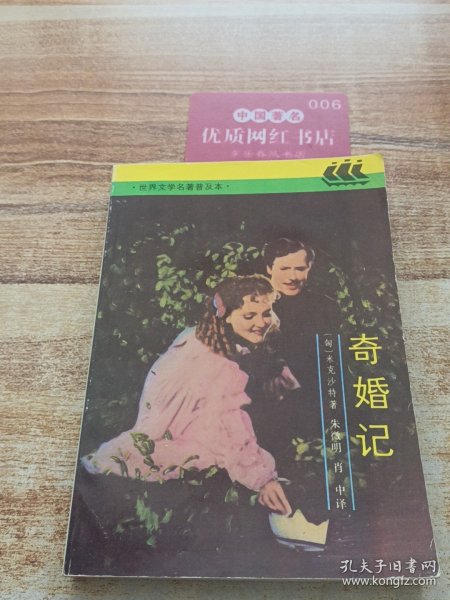 006
中国著名
优质网红书店
·世界文学名著普及本·
奇婚记
〔匈〕米克沙特著
朱微明 肖中译
孔夫子旧书网
www.kongfz.com